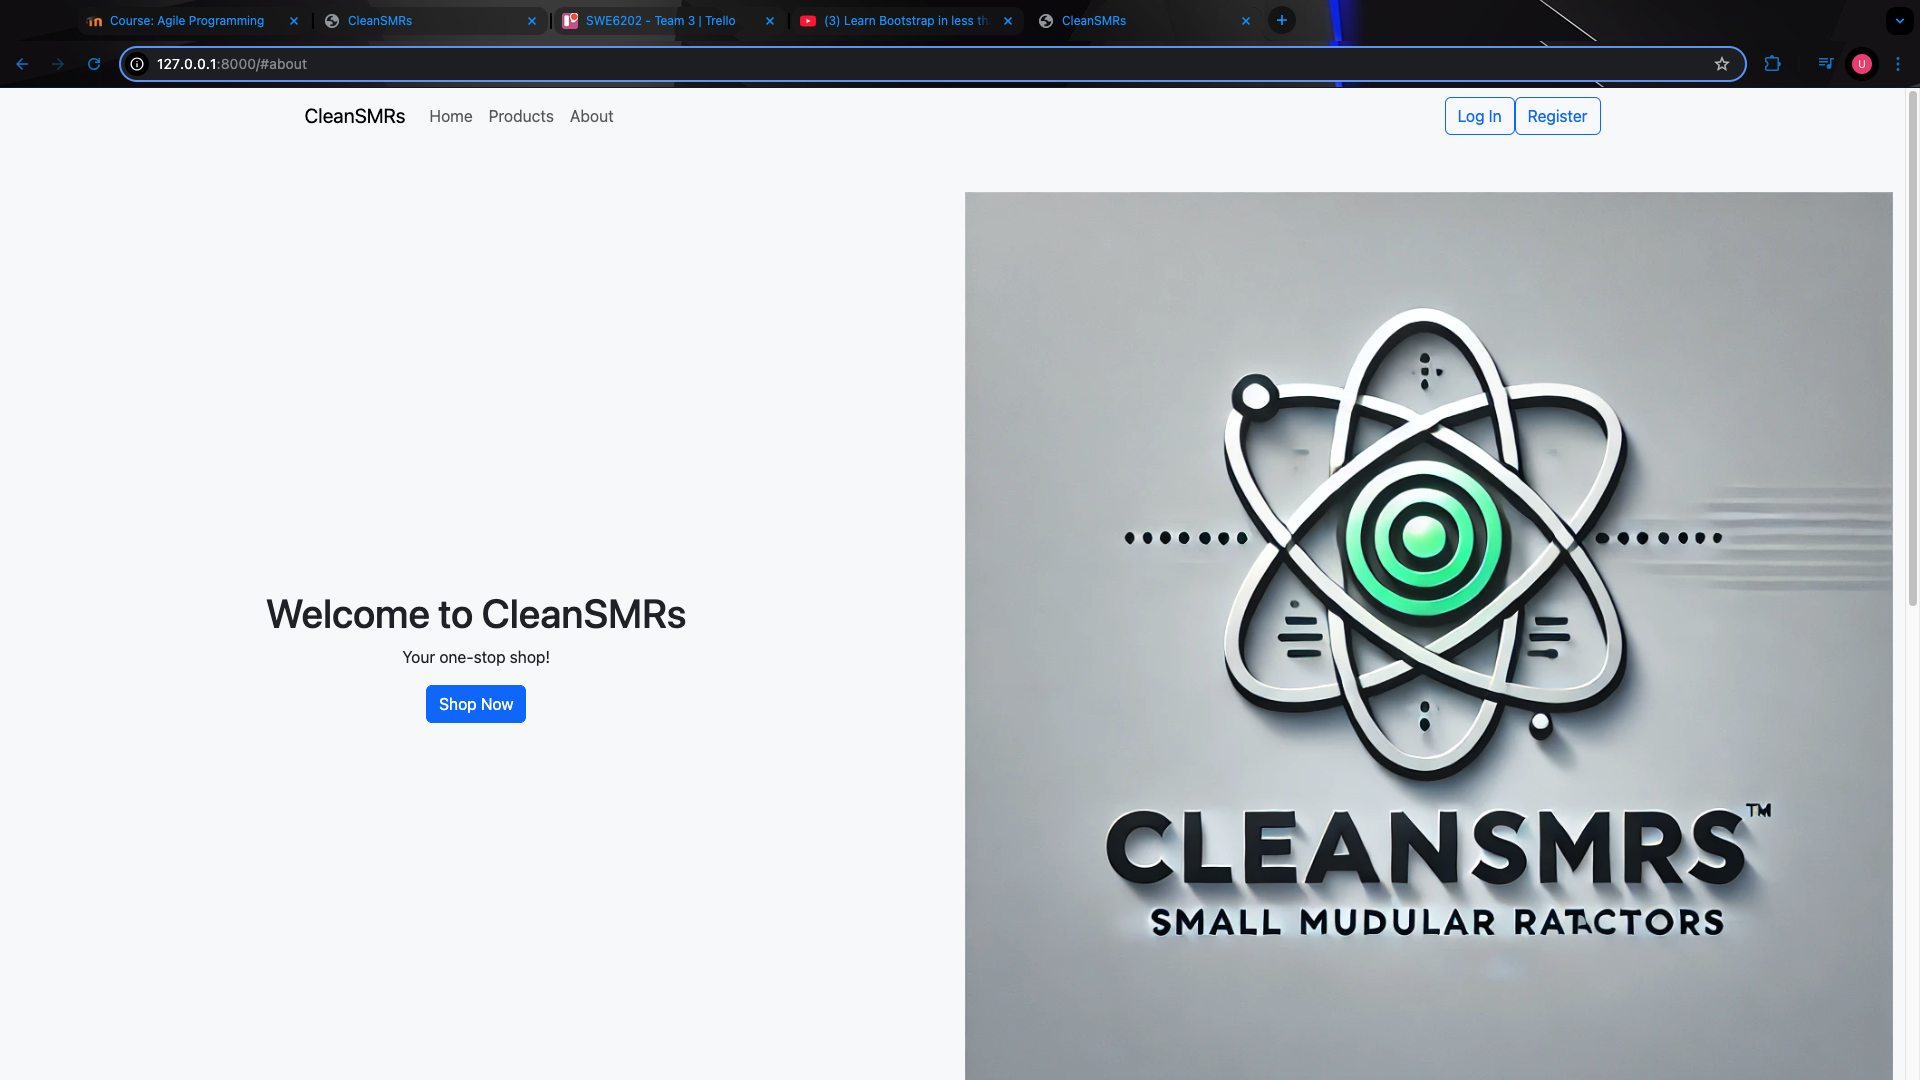 Course: Agile Programming
CleanSMRs
SWE6202 - Team 3 | Trello
(3) Learn Bootstrap in less th
CleanSMRs
127.0.0.1:8000/#about
U
CleanSMRs
Home
Products
About
Log In
Register
Welcome to CleanSMRs
Your one-stop shop!
Shop Now
CLEANSMRS™
SMALL MUDULAR RATACTORS